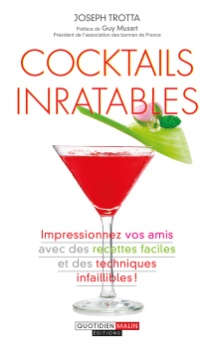 JOSEPH TROTTA
Préface de Guy Musart
Président de l'association des barmen de France
COCKTAILS
INRATABLES
Impressionnez vos amis
avec des recettes faciles
et des techniques
infaillibles !
QUOTIDIEN MALIN
ÉDITIONS